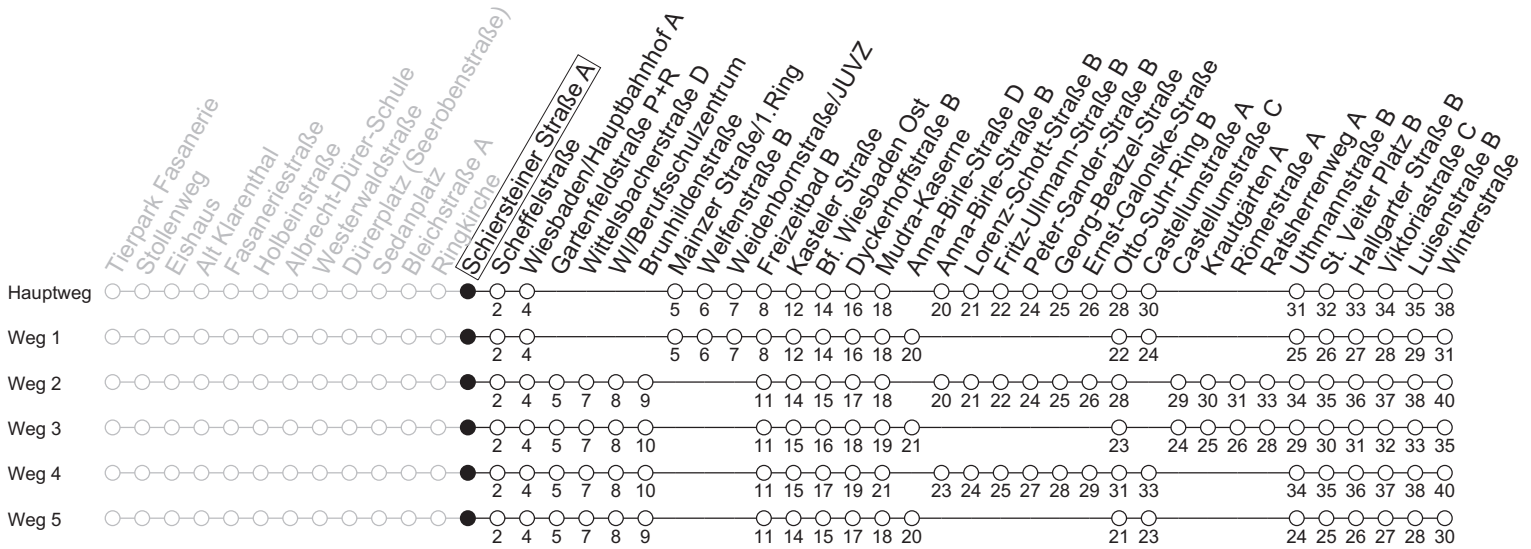 Tierpark Fasanerie
Stollenweg
Eishaus
Alt Klarenthal
Fasaneriestraße
Holbeinstraße
Albrecht-Dürer-Schule
Westerwaldstraße
Dürerplatz (Seerobenstraße)
Sedanplatz
Bleichstraße A
Ringkirche
Schiersteiner Straße A
Scheffelstraße
Wiesbaden/Hauptbahnhof A
Gartenfeldstraße P+R
Wittelsbacherstraße D
WI/Berufsschulzentrum
Brunhildenstraße
Mainzer Straße/1.Ring
Welfenstraße B
Weidenbornstraße/JUVZ
Freizeitbad B
Kasteler Straße
Bf. Wiesbaden Ost
Dyckerhoffstraße B
Mudra-Kaserne
Anna-Birle-Straße D
Anna-Birle-Straße B
Lorenz-Schott-Straße B
Fritz-Ullmann-Straße B
Peter-Sander-Straße B
Georg-Beatzel-Straße
Ernst-Galonske-Straße
Otto-Suhr-Ring B
Castellumstraße A
Castellumstraße C
Krautgärten A
Römerstraße A
Ratsherrenweg A
Uthmannstraße B
St. Veiter Platz B
Hallgarter Straße B
Viktoriastraße C
Luisenstraße B
Winterstraße
Hauptweg
2 4 5 6 7 8 12 14 16 18 20 21 22 24 25 26 28 30 31 32 33 34 35 38
Weg 1
2 4 5 6 7 8 12 14 16 18 20 22 24 25 26 27 28 29 31
Weg 2
2 4 5 7 8 9 11 14 15 17 18 20 21 22 24 25 26 28 29 30 31 33 34 35 36 37 38 40
Weg 3
2 4 5 7 8 10 11 15 16 18 19 21 23 24 25 26 28 29 30 31 32 33 35
Weg 4
2 4 5 7 8 10 11 15 17 19 21 23 24 25 27 28 29 31 33 34 35 36 37 38 40
Weg 5
2 4 5 7 8 9 11 14 15 17 18 20 21 23 24 25 26 27 28 30